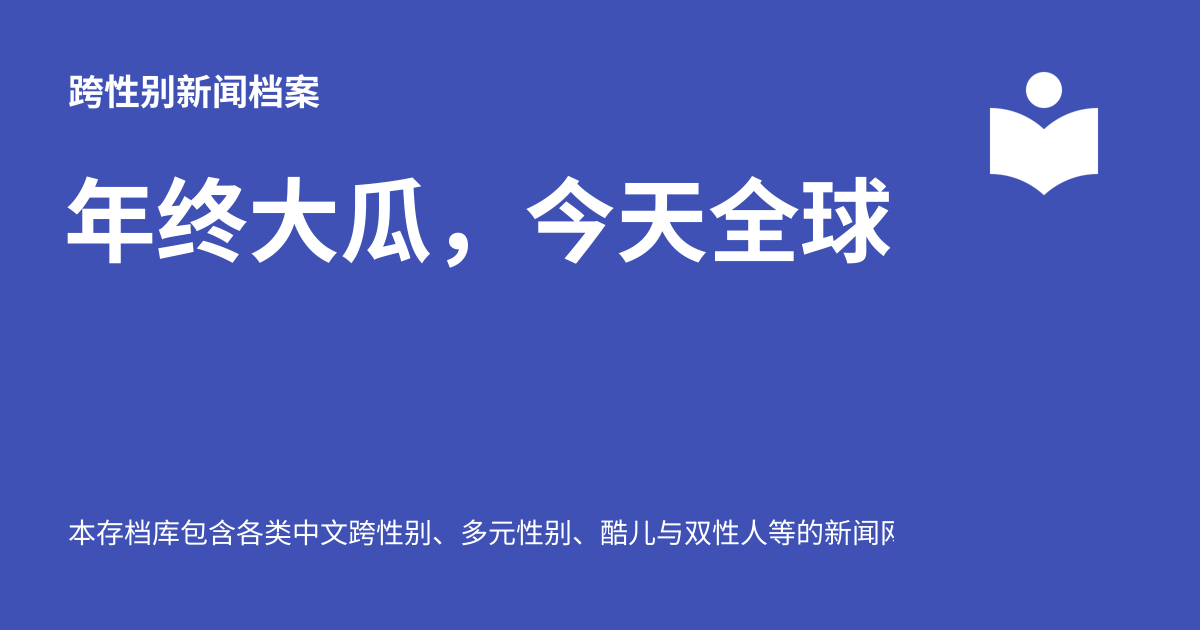 跨性别新闻档案
年终大瓜，今天全球
本存档库包含各类中文跨性别、多元性别、酷儿与双性人等的新闻